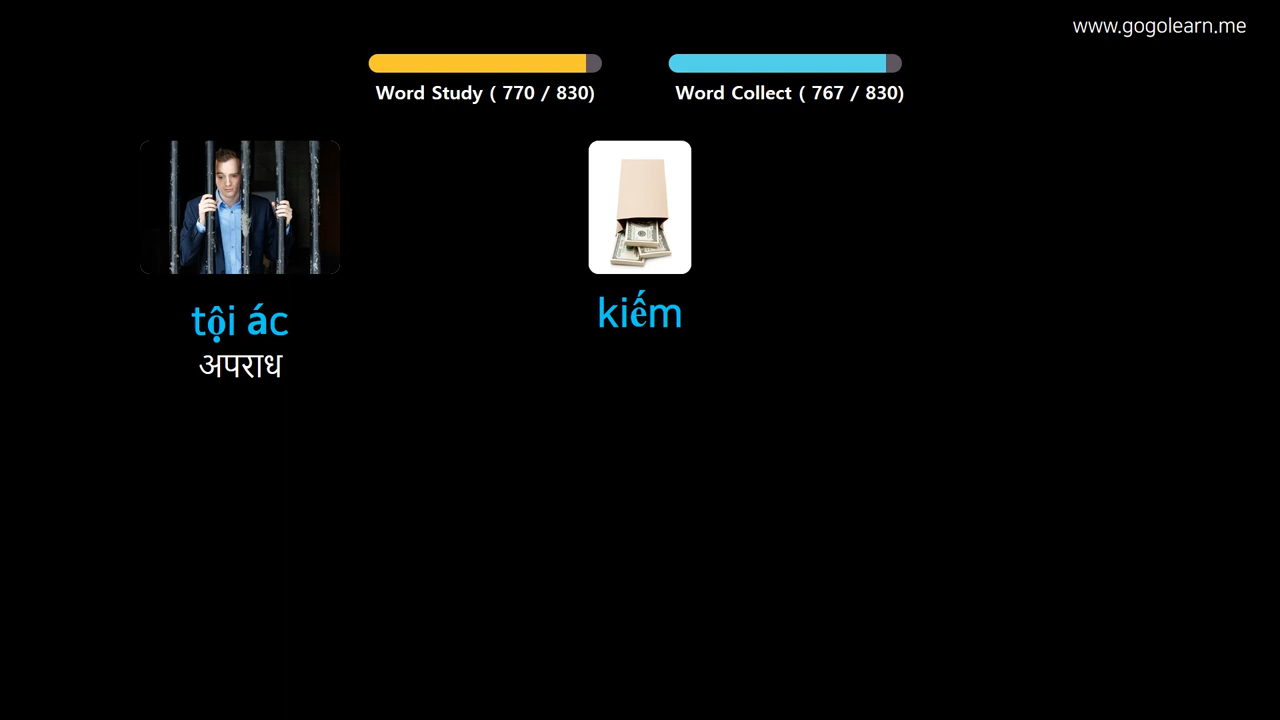 www.gogolearn.me
Word Study ( 770 / 830)
Word Collect ( 767 / 830)
tội ác
अपराध
kiếm